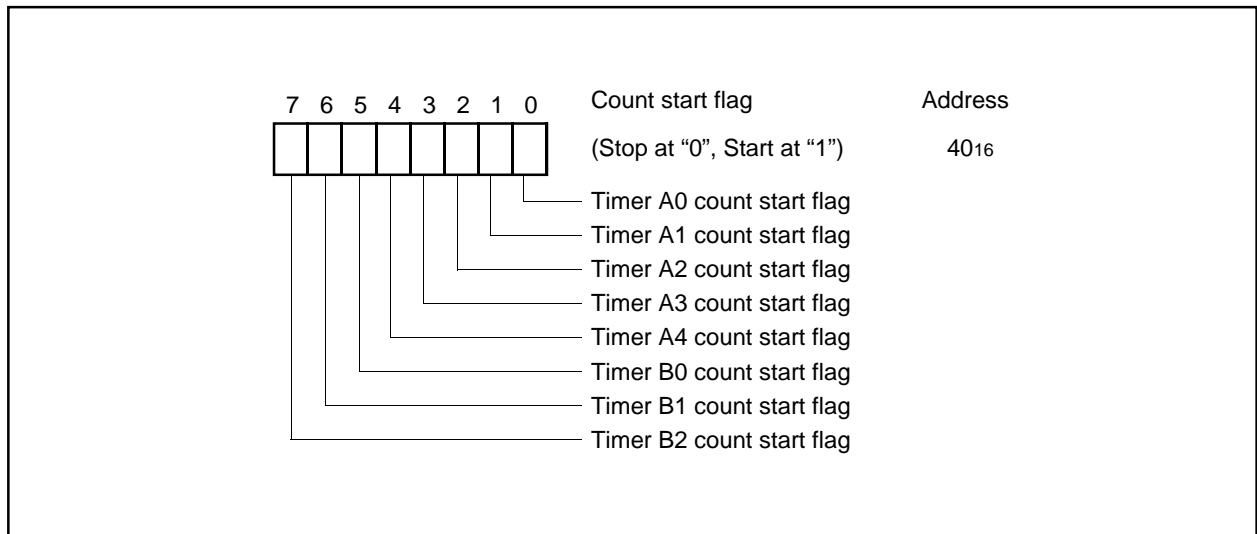 7 6 5 4 3 2 1 0 Count start flag Address
(Stop at “0”, Start at “1”) 4016
Timer A0 count start flag
Timer A1 count start flag
Timer A2 count start flag
Timer A3 count start flag
Timer A4 count start flag
Timer B0 count start flag
Timer B1 count start flag
Timer B2 count start flag